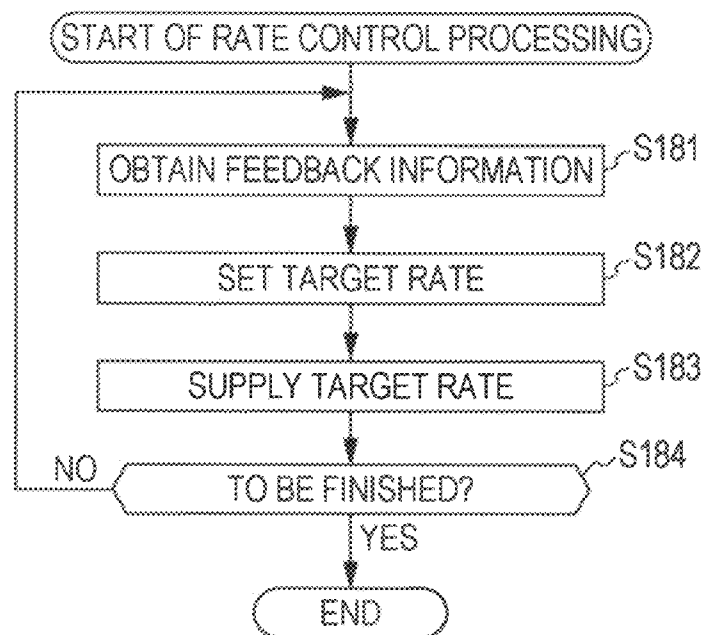 START OF RATE CONTROL PROCESSING
OBTAIN FEEDBACK INFORMATION
S181
SET TARGET RATE
S182
SUPPLY TARGET RATE
S183
TO BE FINISHED?
S184
NO
YES
END